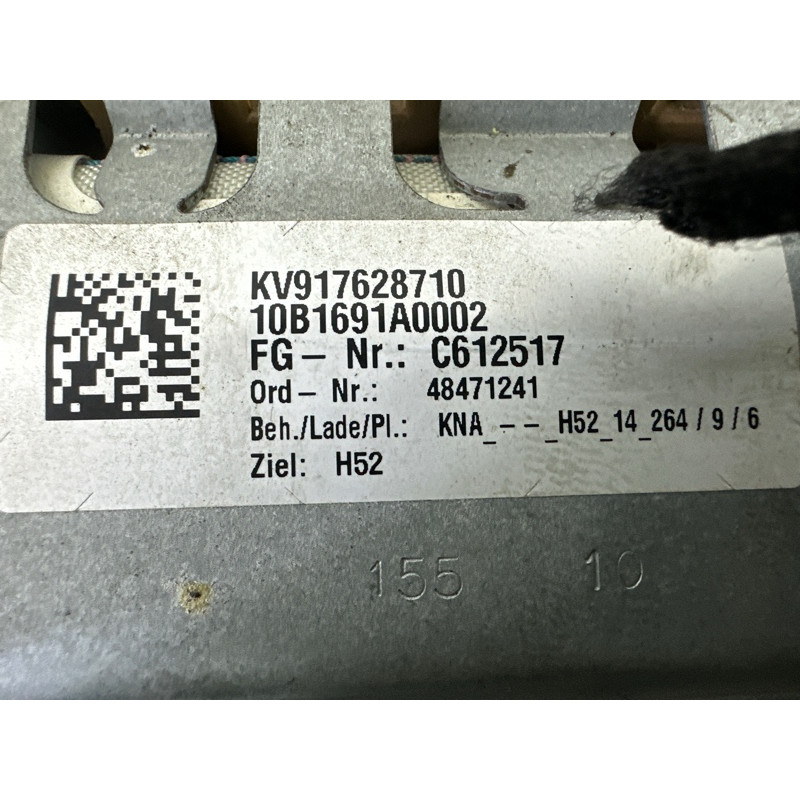 KV917628710
10B1691A0002
FG – Nr.: C612517
Ord – Nr.: 48471241
Beh./Lade/Pl.: KNA_ – – _H52_14_264 / 9 / 6
Ziel: H52
155 10